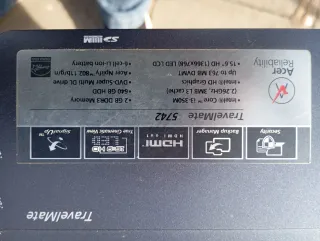 TravelMate
Security
Backup Manager
HDMI
True Cinematic View
SignalUp
TravelMate 5742
• Intel® Core™ i3-350M
(2.26GHz, 3MB L3 cache)
• Intel® HD Graphics
Up to 763 MB DVMT
• 15.6" HD (1366x768) LED LCD
• 2 GB DDR3 Memory
• 640 GB HDD
• DVD-Super Multi DL drive
• Acer Nplify™ 802.11b/g/n
• 6-cell Li-ion battery
Acer
Reliability